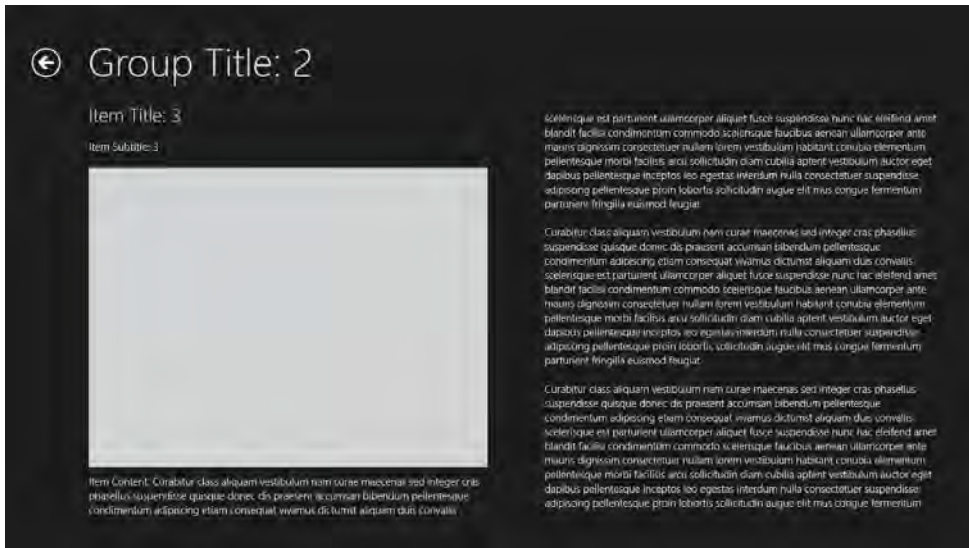 Group Title: 2
Item Title: 3
Item Subtitle: 3
Item Content: Curabitur class aliquam vestibulum nam curae maecenas sed integer cras
phasellus suspendisse quisque donec dis praesent accumsan bibendum pellentesque
condimentum adipiscing etiam consequat vivamus dictumst aliquam duis convallis
scelerisque est parturient ullamcorper aliquet fusce suspendisse nunc hac eleifend amet
blandit facilisi condimentum commodo scelerisque faucibus aenean ullamcorper ante
mauris dignissim consectetuer nullam lorem vestibulum habitant conubia elementum
pellentesque morbi facilisis arcu sollicitudin diam cubilia aptent vestibulum auctor eget
dapibus pellentesque inceptos leo egestas interdum nulla consectetuer suspendisse
adipiscing pellentesque proin lobortis sollicitudin augue elit mus congue fermentum
parturient fringilla euismod feugiat
Curabitur class aliquam vestibulum nam curae maecenas sed integer cras phasellus
suspendisse quisque donec dis praesent accumsan bibendum pellentesque
condimentum adipiscing etiam consequat vivamus dictumst aliquam duis convallis
scelerisque est parturient ullamcorper aliquet fusce suspendisse nunc hac eleifend amet
blandit facilisi condimentum commodo scelerisque faucibus aenean ullamcorper ante
mauris dignissim consectetuer nullam lorem vestibulum habitant conubia elementum
pellentesque morbi facilisis arcu sollicitudin diam cubilia aptent vestibulum auctor eget
dapibus pellentesque inceptos leo egestas interdum nulla consectetuer suspendisse
adipiscing pellentesque proin lobortis sollicitudin augue elit mus congue fermentum
parturient fringilla euismod feugiat.
Curabitur class aliquam vestibulum nam curae maecenas sed integer cras phasellus
suspendisse quisque donec dis praesent accumsan bibendum pellentesque
condimentum adipiscing etiam consequat vivamus dictumst aliquam duis convallis
scelerisque est parturient ullamcorper aliquet fusce suspendisse nunc hac eleifend amet
blandit facilisi condimentum commodo scelerisque faucibus aenean ullamcorper ante
mauris dignissim consectetuer nullam lorem vestibulum habitant conubia elementum
pellentesque morbi facilisis arcu sollicitudin diam cubilia aptent vestibulum auctor eget
dapibus pellentesque inceptos leo egestas interdum nulla consectetuer suspendisse
adipiscing pellentesque proin lobortis sollicitudin augue elit mus congue fermentum